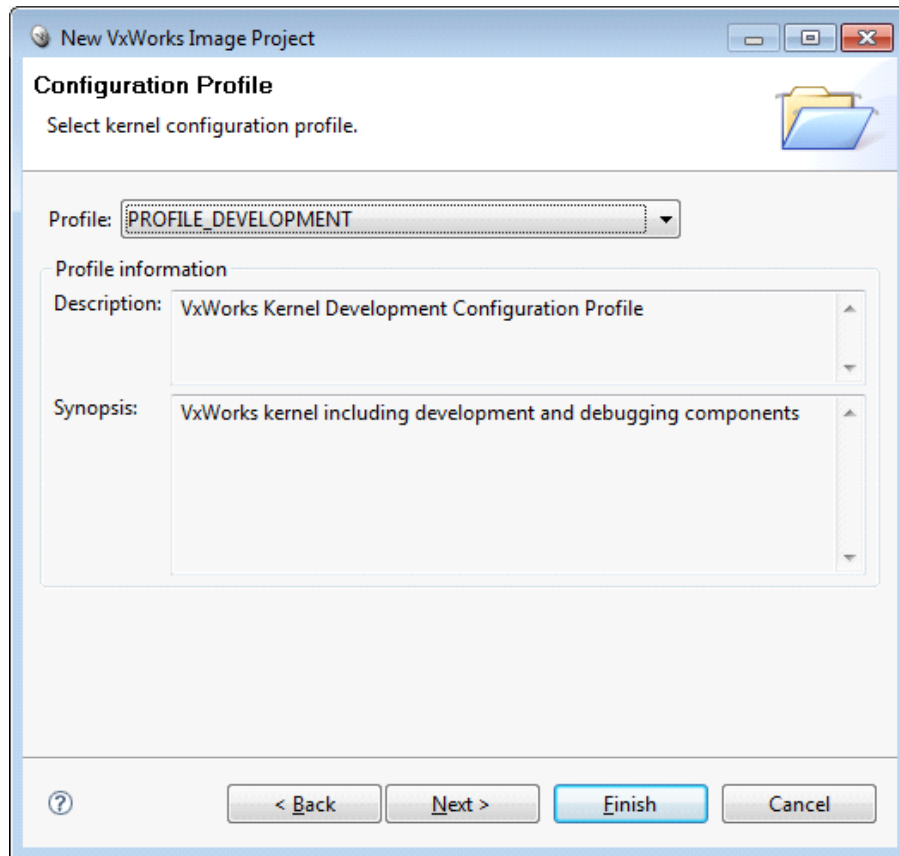 New VxWorks Image Project
Configuration Profile
Select kernel configuration profile.
Profile: PROFILE_DEVELOPMENT
Profile information
Description: VxWorks Kernel Development Configuration Profile
Synopsis: VxWorks kernel including development and debugging components
? < Back Next > Finish Cancel